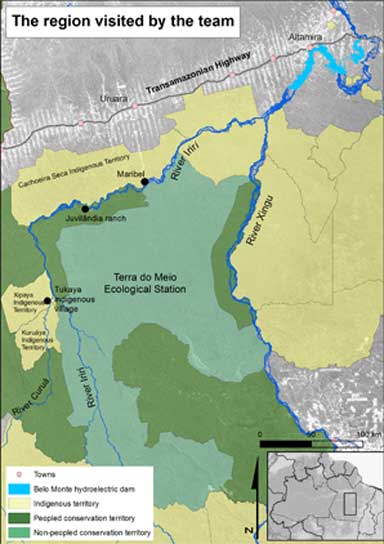 The region visited by the team
Altamira
Transamazonian Highway
Uruara
Cachoeira Seca Indigenous Territory
Maribel
River Iriri
Juvilândia ranch
River Xingu
Terra do Meio
Ecological Station
Xipaya
Indigenous
Territory
Tukaya
indigenous
village
Kuruaya
Indigenous
Territory
River Curuá
River Iriri
0 50 100 km
Towns
Belo Monte hydroelectric dam
Indigenous territory
Peopled conservation territory
Non-peopled conservation territory
N